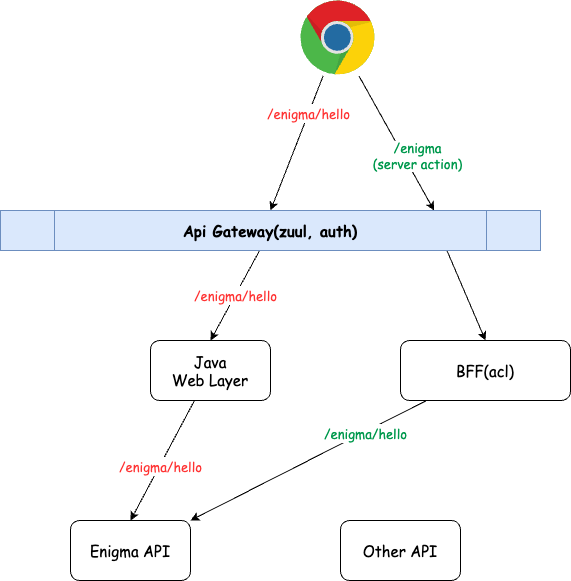 /enigma/hello
/enigma
(server action)
Api Gateway(zuul, auth)
/enigma/hello
Java
Web Layer
BFF(acl)
/enigma/hello
/enigma/hello
Enigma API
Other API